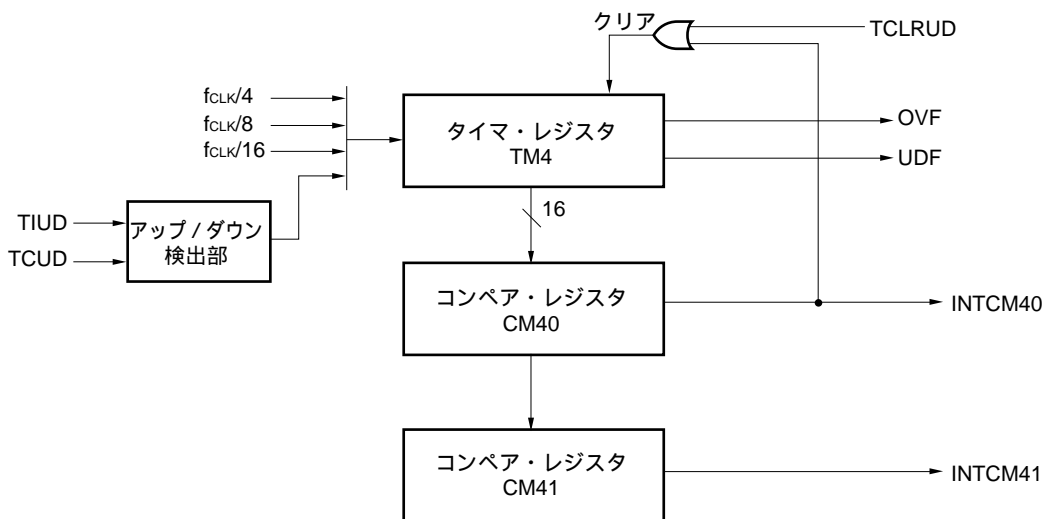 クリア
TCLRUD
fCLK/4
fCLK/8
fCLK/16
タイマ・レジスタ
TM4
OVF
UDF
16
TIUD
TCUD
アップ/ダウン
検出部
コンペア・レジスタ
CM40
INTCM40
コンペア・レジスタ
CM41
INTCM41